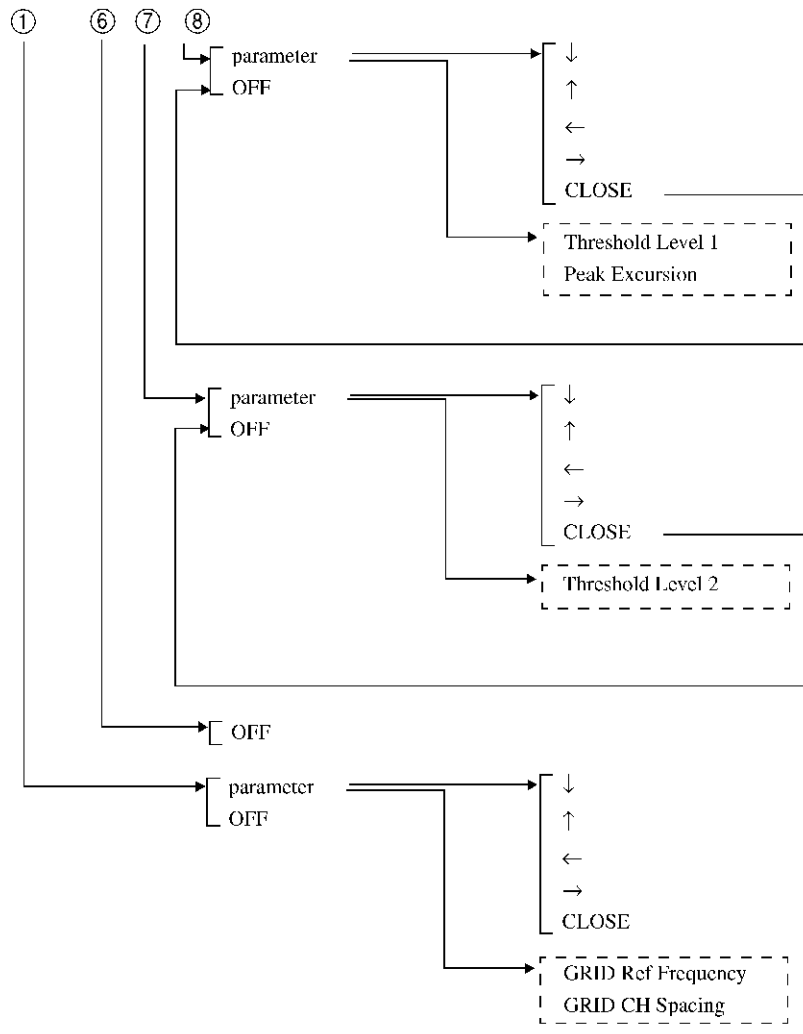 ① ⑥ ⑦ ⑧
parameter
OFF
↓
↑
←
→
CLOSE
Threshold Level 1
Peak Excursion
parameter
OFF
↓
↑
←
→
CLOSE
Threshold Level 2
OFF
parameter
OFF
↓
↑
←
→
CLOSE
GRID Ref Frequency
GRID CH Spacing